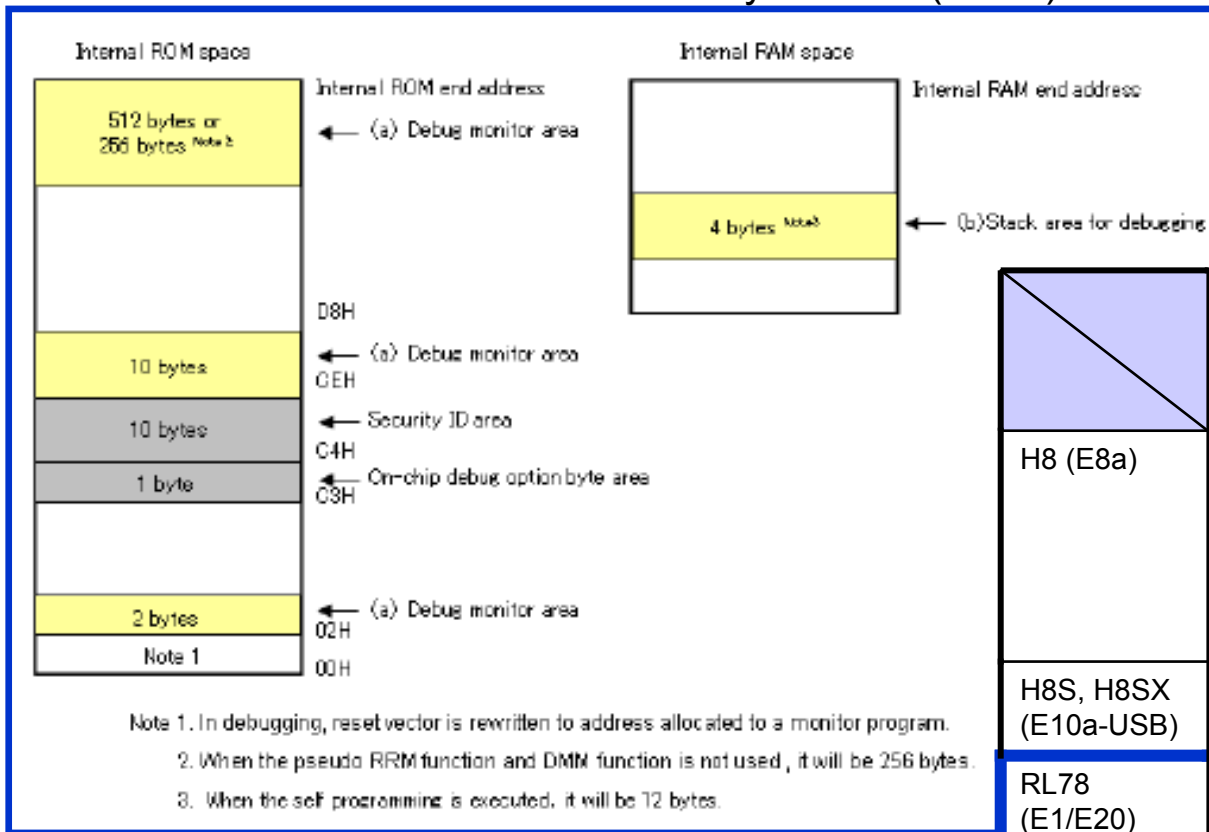 Internal ROM space
Internal ROM end address
512 bytes or
256 bytes Note 2
(a) Debug monitor area
D8H
10 bytes
(a) Debug monitor area
CEH
10 bytes
Security ID area
C4H
1 byte
On-chip debug option byte area
C3H
2 bytes
(a) Debug monitor area
02H
Note 1
00H
Internal RAM space
Internal RAM end address
4 bytes Note3
(b)Stack area for debugging
Note 1. In debugging, reset vector is rewritten to address allocated to a monitor program.
2. When the pseudo RRM function and DMM function is not used, it will be 256 bytes.
3. When the self programming is executed, it will be 12 bytes.
H8 (E8a)
H8S, H8SX
(E10a-USB)
RL78
(E1/E20)